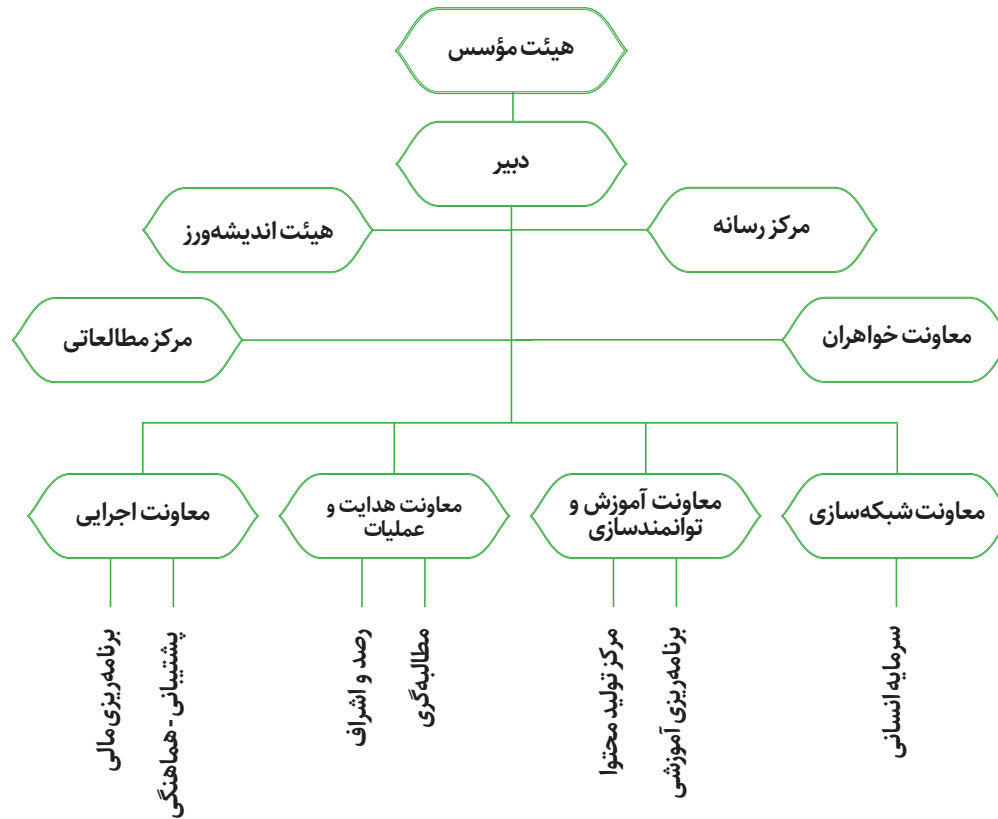 هیئت مؤسس
دبیر
مرکز رسانه
هیئت اندیشه‌ورز
معاونت خواهران
مرکز مطالعاتی
معاونت شبکه‌سازی
معاونت آموزش و
توانمندسازی
معاونت هدایت و
عملیات
معاونت اجرایی
سرمایه انسانی
برنامه‌ریزی آموزشی
مرکز تولید محتوا
مطالبه‌گری
رصد و اشراف
پشتیبانی - هماهنگی
برنامه‌ریزی مالی